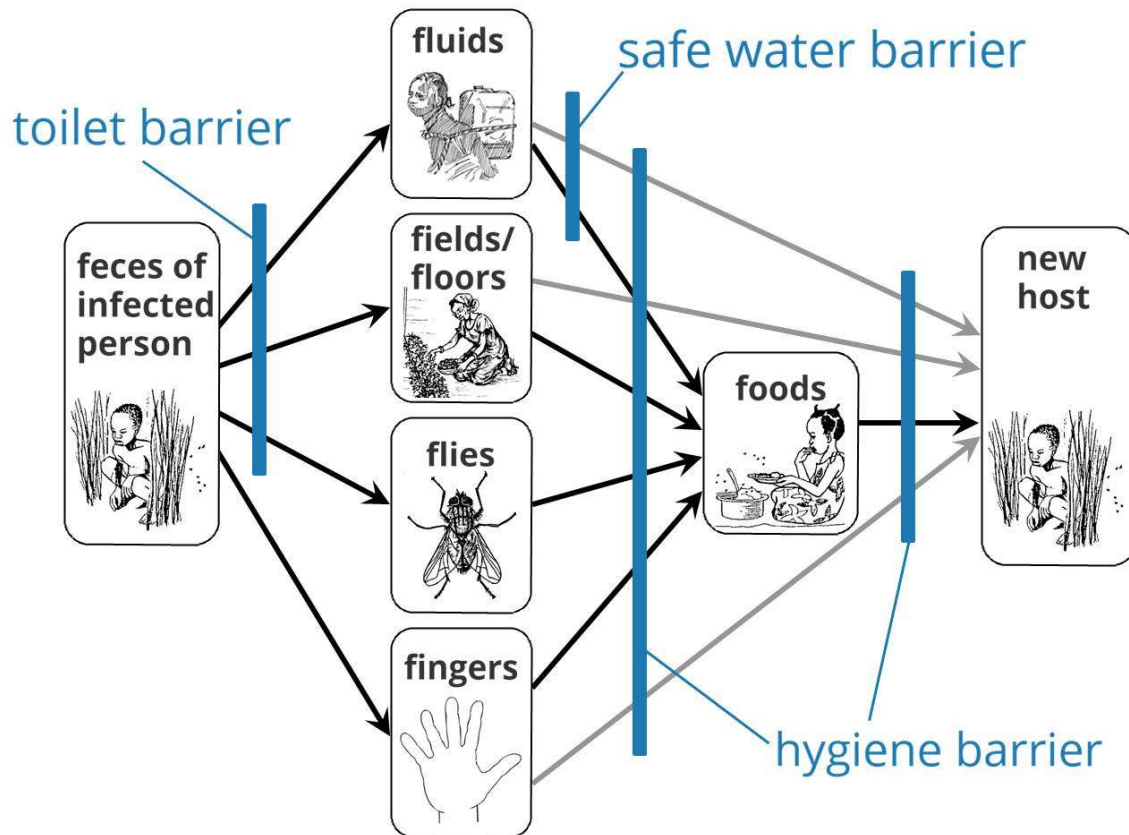 fluids
safe water barrier
toilet barrier
feces of
infected
person
fields/
floors
new
host
foods
flies
fingers
hygiene barrier